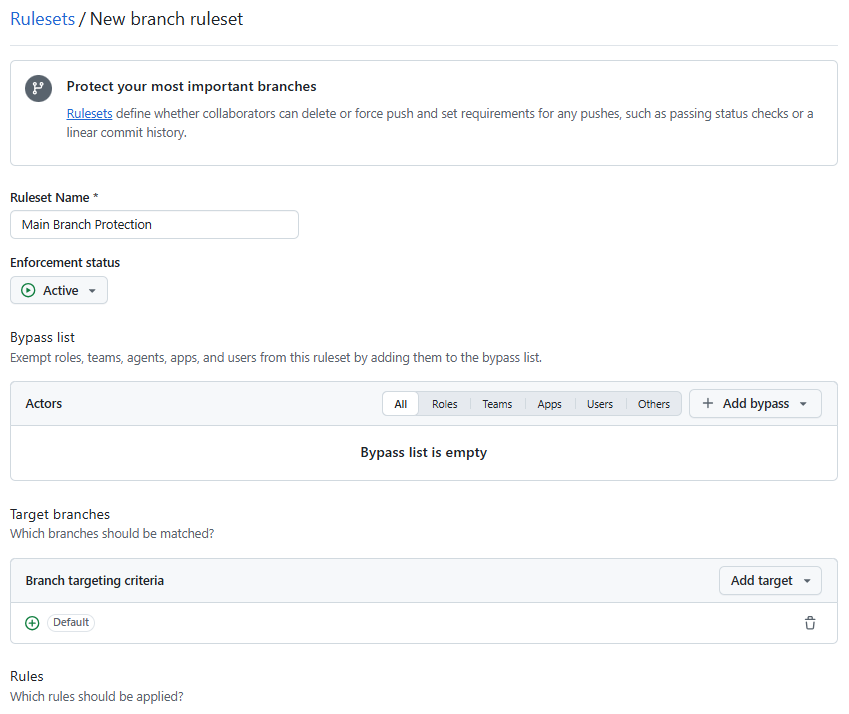 Rulesets / New branch ruleset
Protect your most important branches
Rulesets define whether collaborators can delete or force push and set requirements for any pushes, such as passing status checks or a
linear commit history.
Ruleset Name *
Main Branch Protection
Enforcement status
Active
Bypass list
Exempt roles, teams, agents, apps, and users from this ruleset by adding them to the bypass list.
Actors All Roles Teams Apps Users Others Add bypass
Bypass list is empty
Target branches
Which branches should be matched?
Branch targeting criteria Add target
Default
Rules
Which rules should be applied?